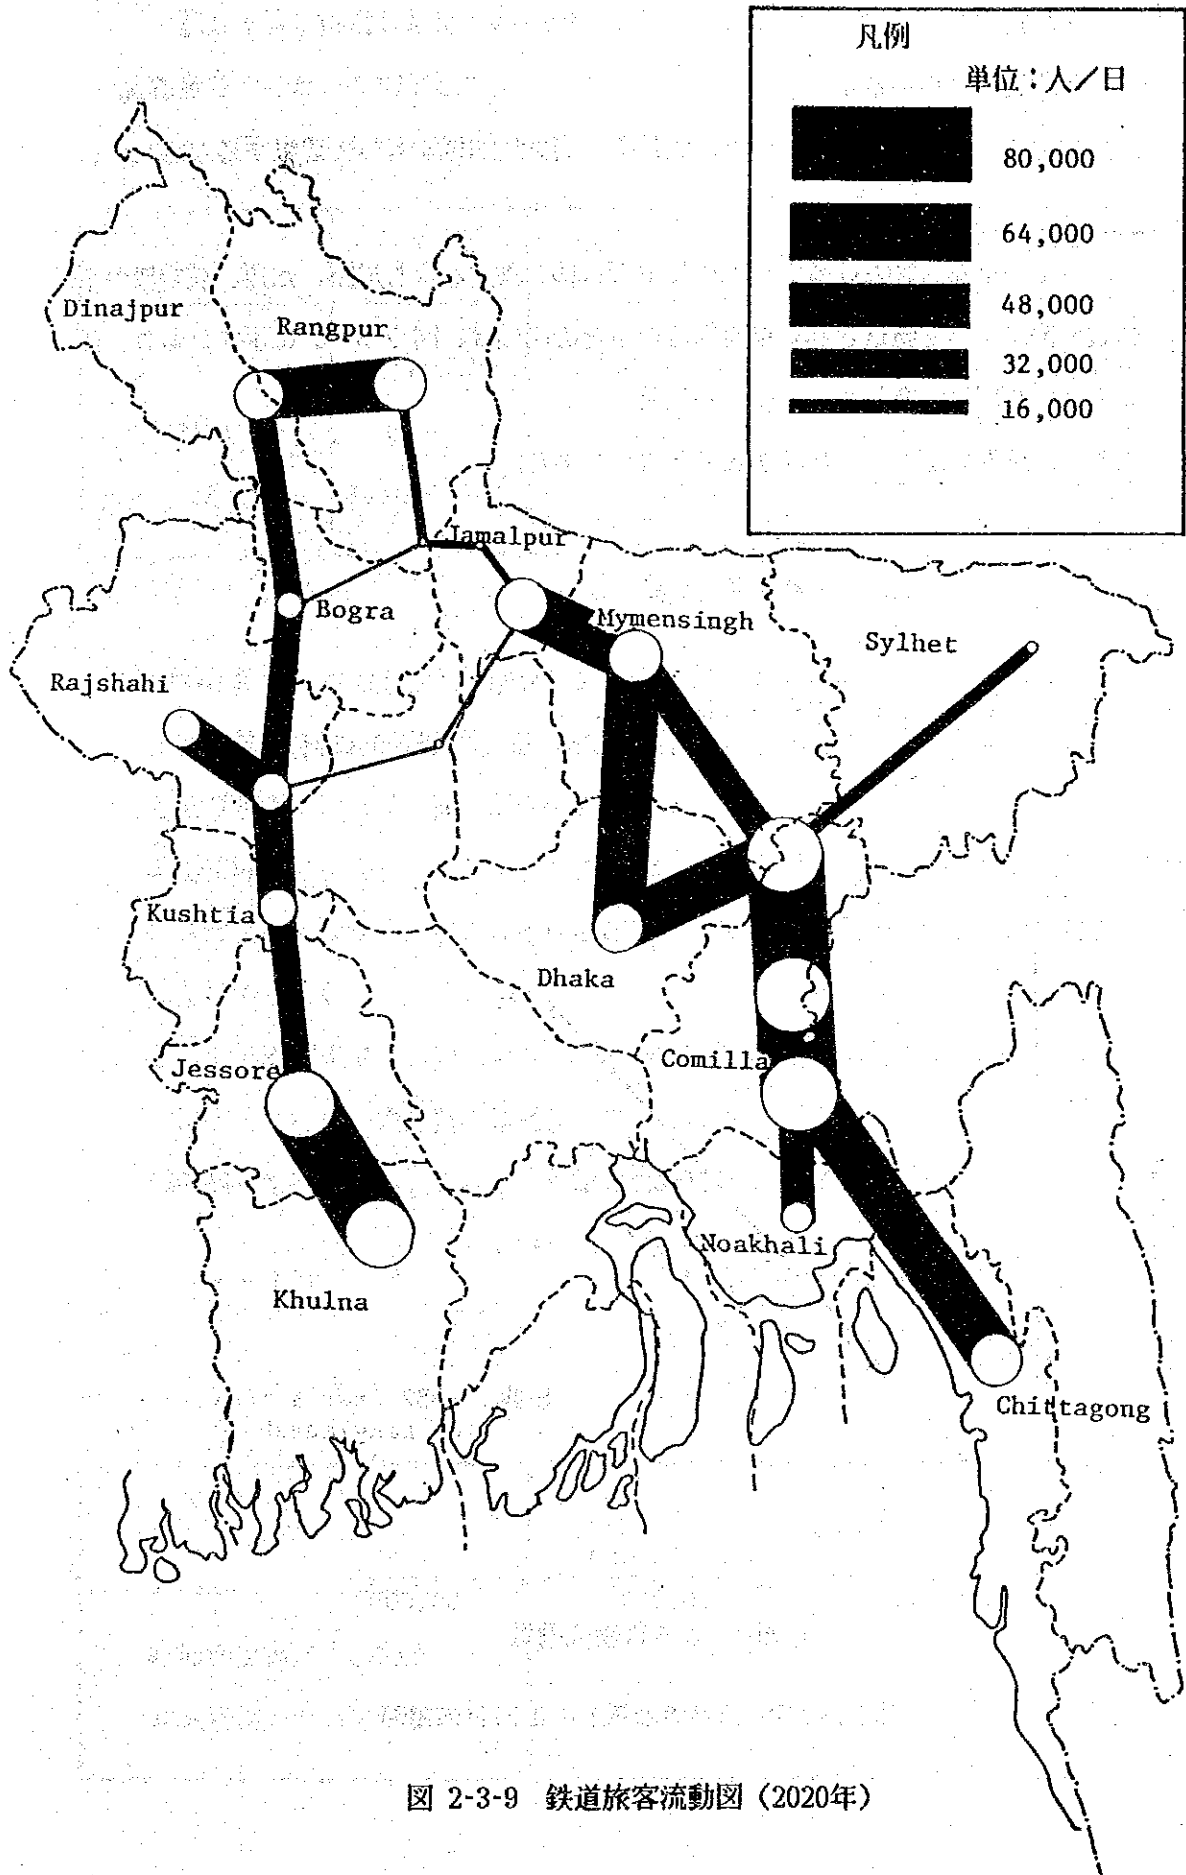 凡例
単位：人／日
80,000
64,000
48,000
32,000
16,000
Dinajpur
Rangpur
Jamalpur
Bogra
Mymensingh
Sylhet
Rajshahi
Kushtia
Dhaka
Comilla
Jessore
Noakhali
Khulna
Chittagong
図 2-3-9 鉄道旅客流動図（2020年）